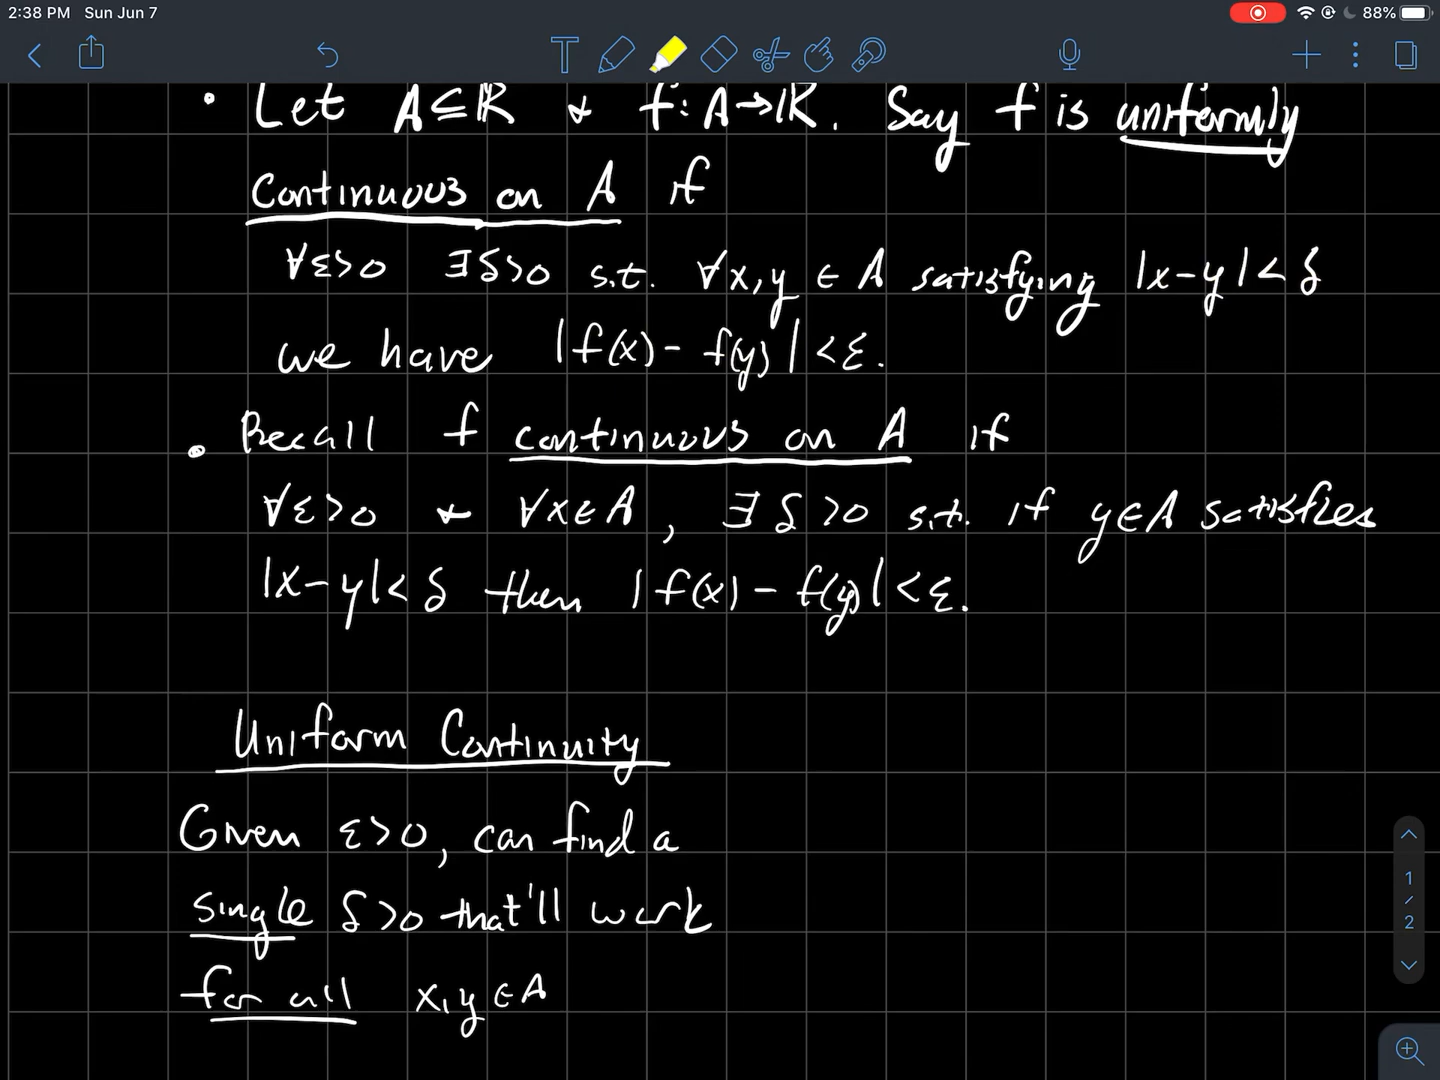 2:38 PM Sun Jun 7 88%
• Let A⊆ℝ & f: A→ℝ. Say f is uniformly
continuous on A if
∀ε>0 ∃δ>0 s.t. ∀x,y ∈ A satisfying |x-y|<δ
we have |f(x)-f(y)|<ε.
• Recall f continuous on A if
∀ε>0 & ∀x∈A, ∃δ>0 s.t. if y∈A satisfies
|x-y|<δ then |f(x)-f(y)|<ε.
Uniform Continuity
Given ε>0, can find a
single δ>0 that'll work
for all x,y∈A
1
/
2